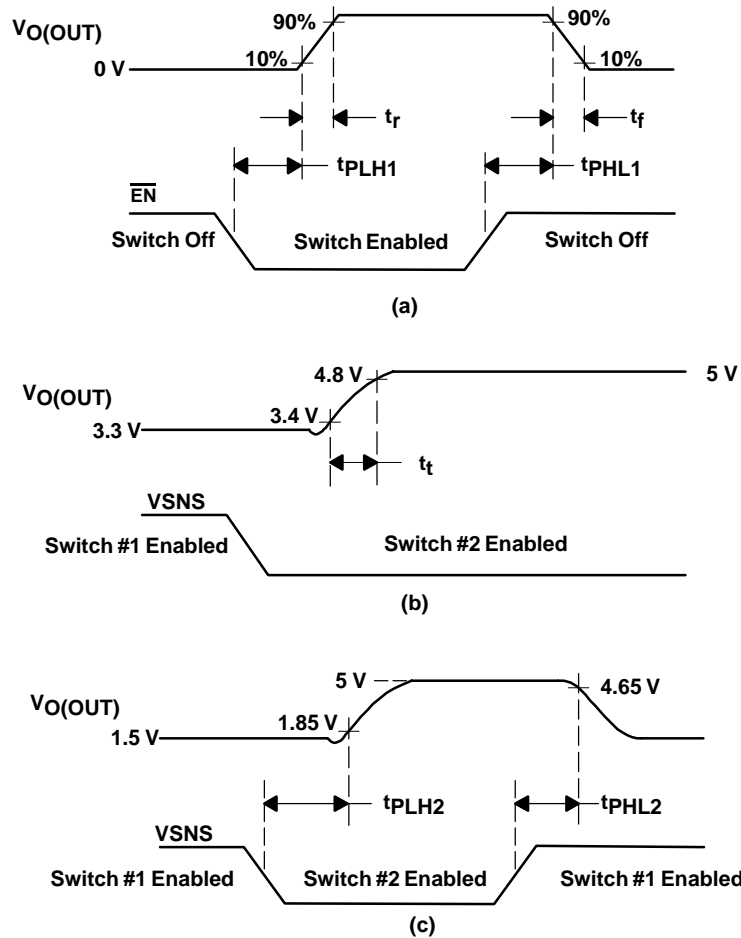 VO(OUT)
90%
90%
10%
10%
0 V
tr
tf
tPLH1
tPHL1
EN
Switch Off
Switch Enabled
Switch Off
(a)
4.8 V
5 V
VO(OUT)
3.4 V
3.3 V
tt
VSNS
Switch #1 Enabled
Switch #2 Enabled
(b)
5 V
4.65 V
VO(OUT)
1.85 V
1.5 V
tPLH2
tPHL2
VSNS
Switch #1 Enabled
Switch #2 Enabled
Switch #1 Enabled
(c)